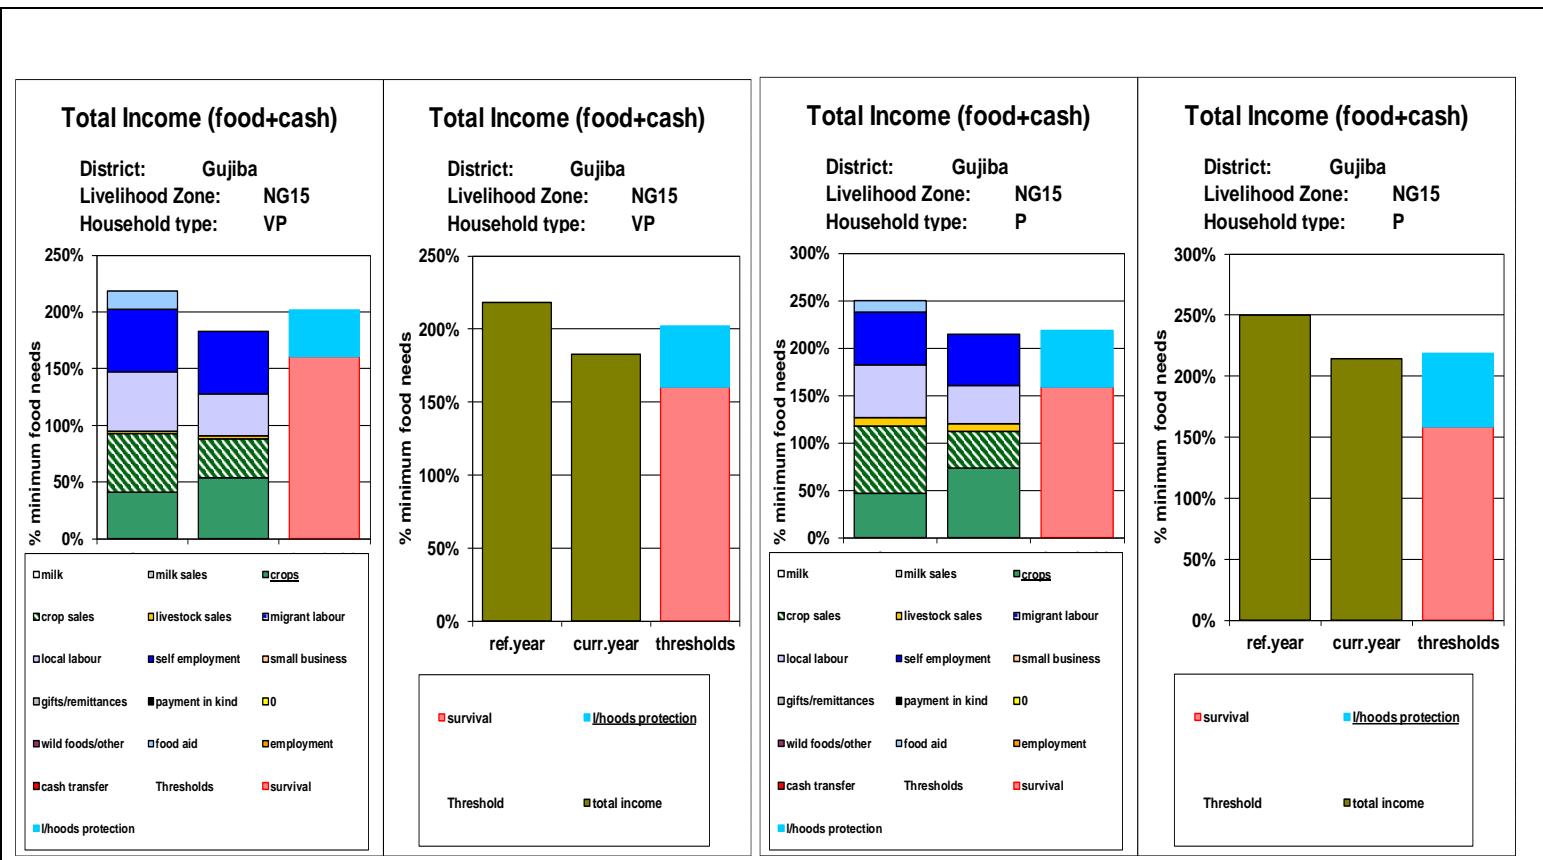 Total Income (food+cash)
District: Gujiba
Livelihood Zone: NG15
Household type: VP
250%
200%
150%
100%
50%
0%
% minimum food needs
milk milk sales crops
crop sales livestock sales migrant labour
local labour self employment small business
gifts/remittances payment in kind 0
wild foods/other food aid employment
cash transfer Thresholds survival
l/hoods protection
Total Income (food+cash)
District: Gujiba
Livelihood Zone: NG15
Household type: VP
250%
200%
150%
100%
50%
0%
% minimum food needs
ref.year curr.year thresholds
survival l/hoods protection
Threshold total income
Total Income (food+cash)
District: Gujiba
Livelihood Zone: NG15
Household type: P
300%
250%
200%
150%
100%
50%
0%
% minimum food needs
milk milk sales crops
crop sales livestock sales migrant labour
local labour self employment small business
gifts/remittances payment in kind 0
wild foods/other food aid employment
cash transfer Thresholds survival
l/hoods protection
Total Income (food+cash)
District: Gujiba
Livelihood Zone: NG15
Household type: P
300%
250%
200%
150%
100%
50%
0%
% minimum food needs
ref.year curr.year thresholds
survival l/hoods protection
Threshold total income